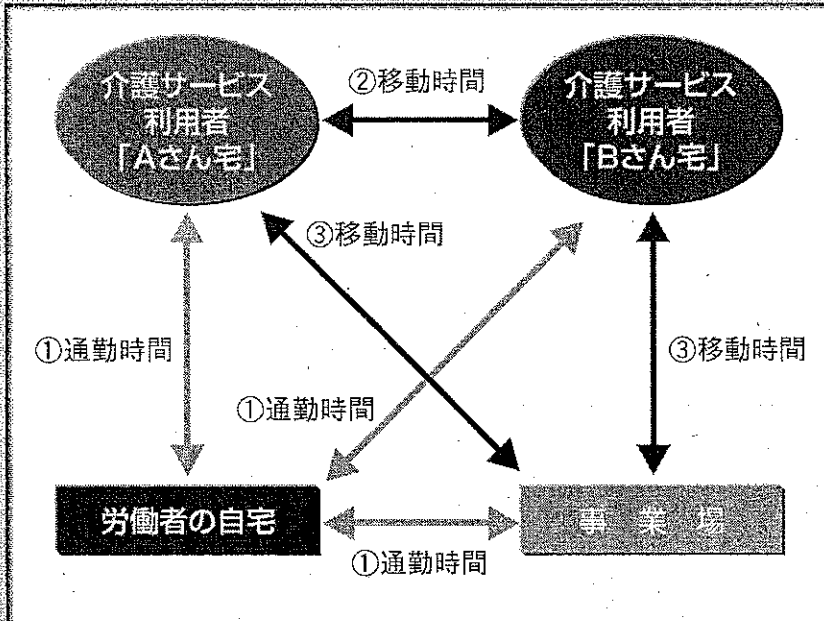 介護サービス
利用者
「Aさん宅」
②移動時間
介護サービス
利用者
「Bさん宅」
③移動時間
①通勤時間
③移動時間
①通勤時間
労働者の自宅
事業場
①通勤時間